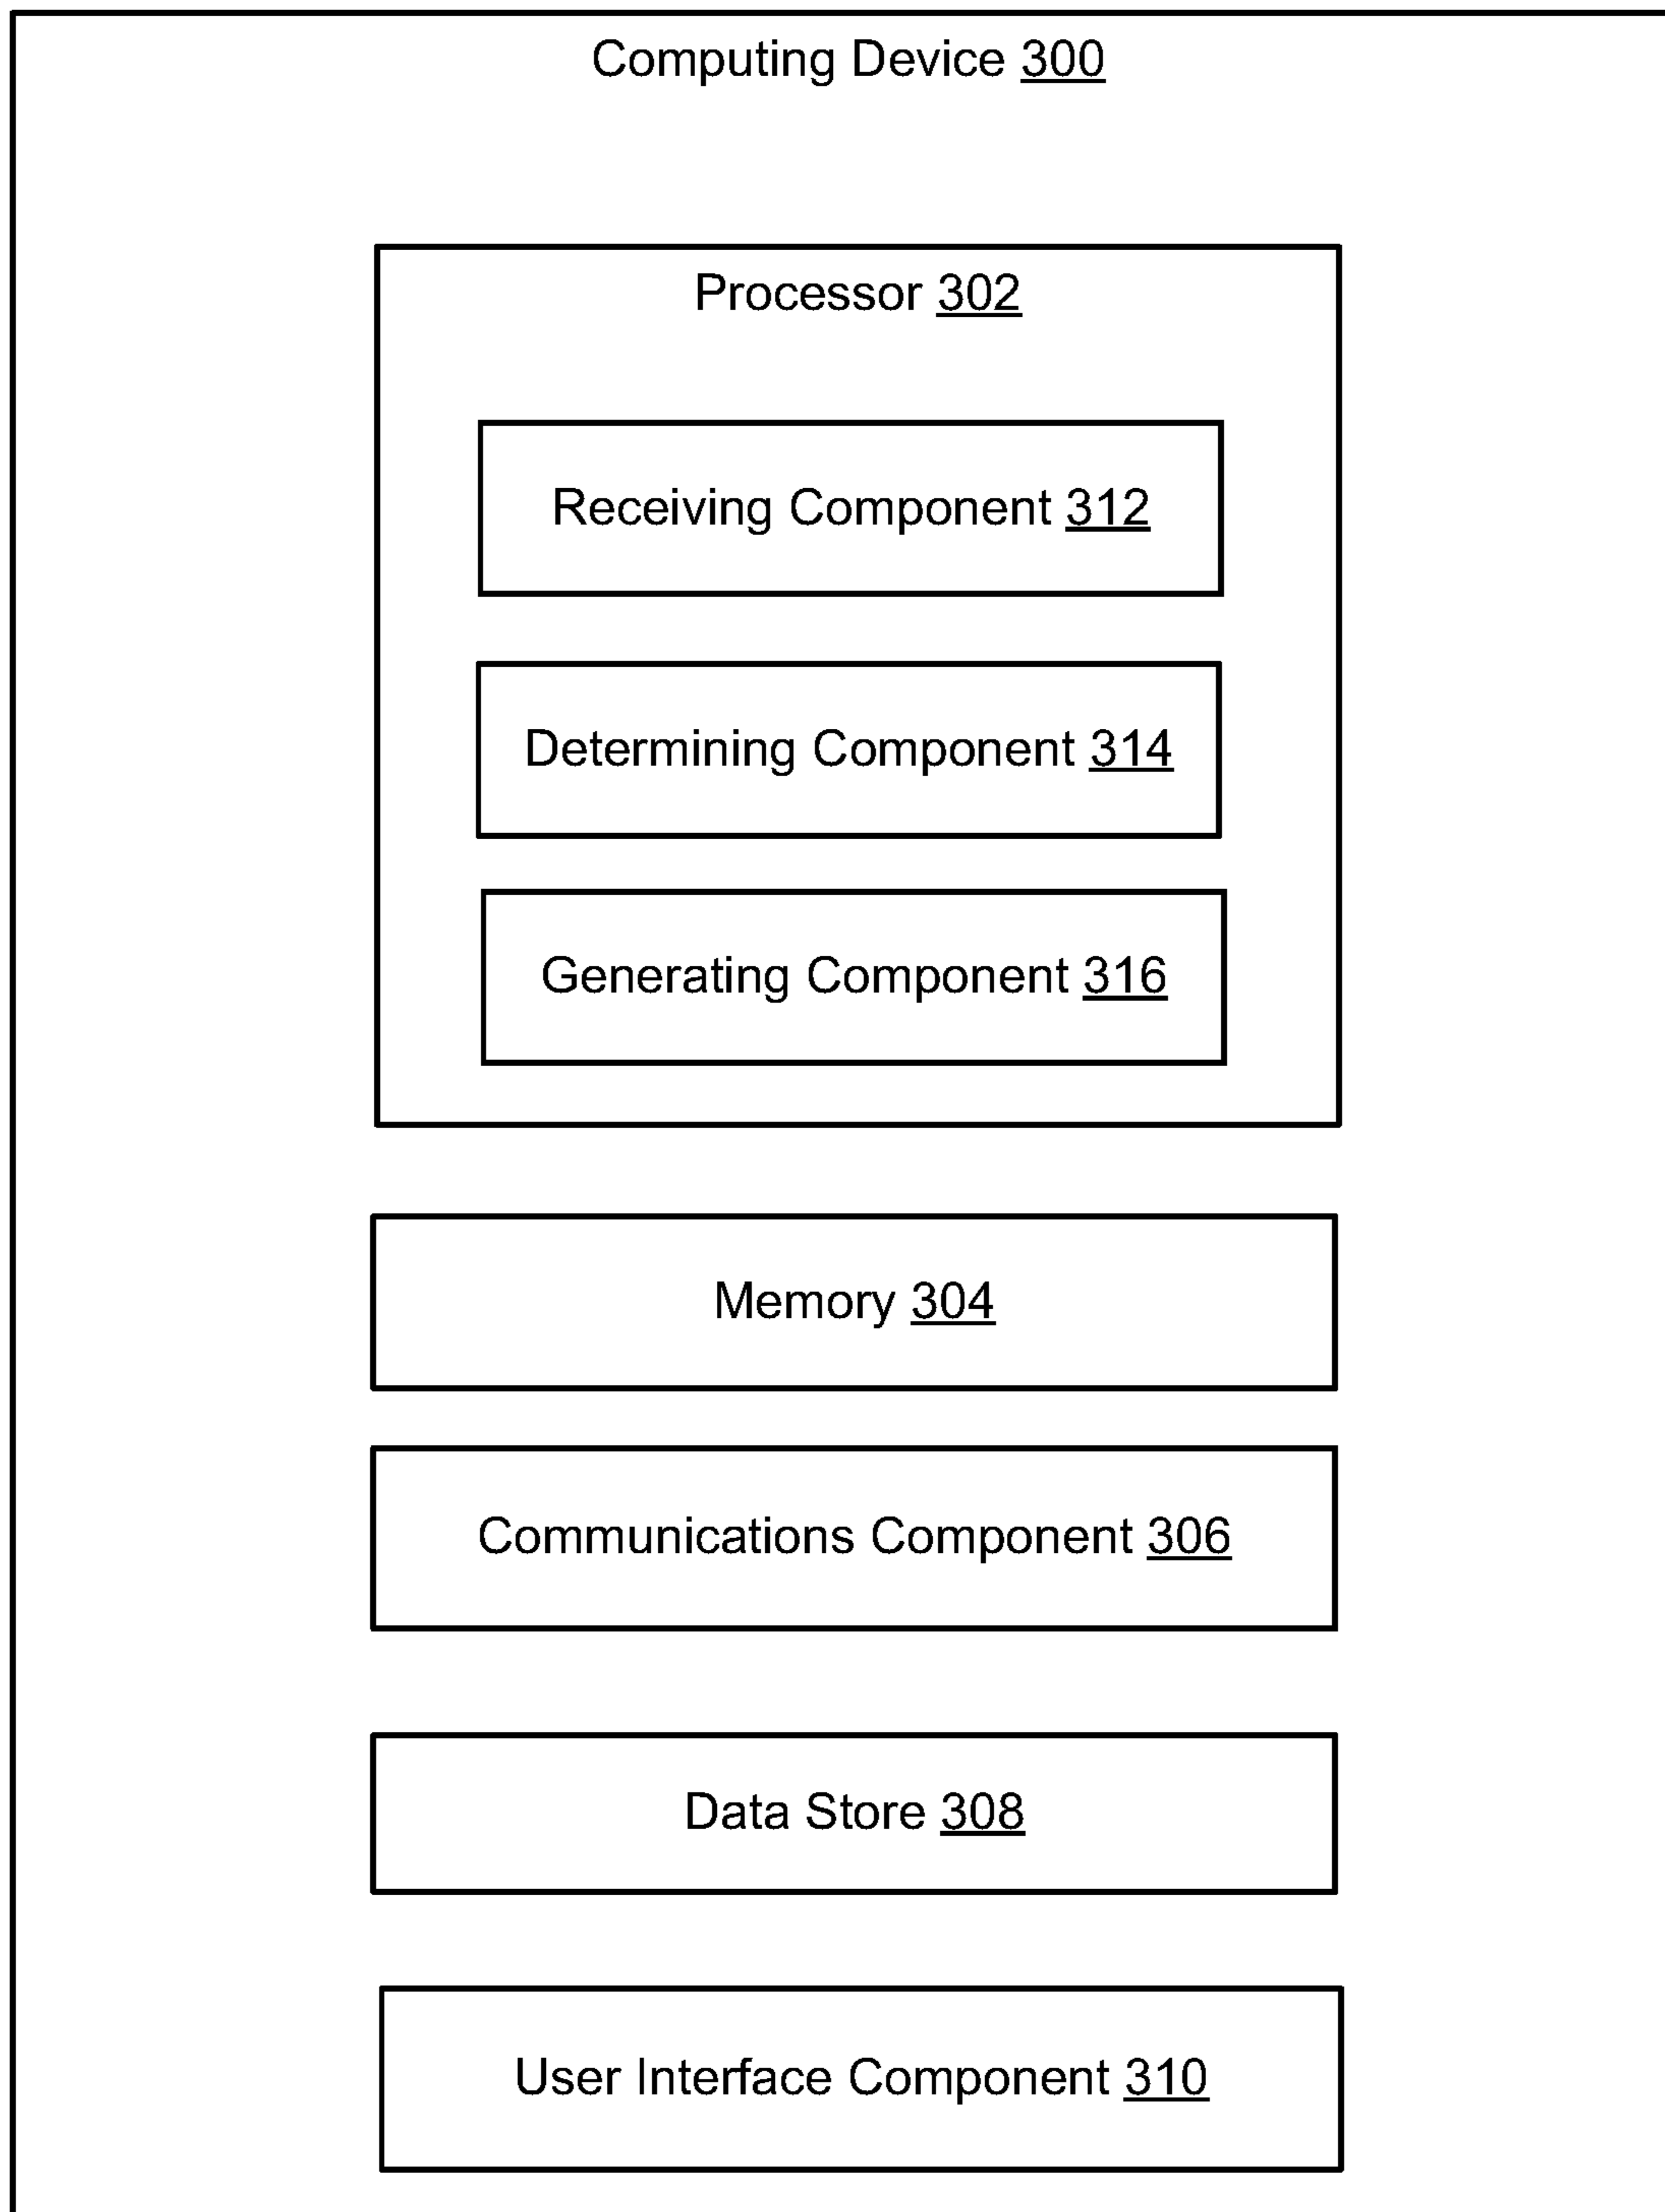 Computing Device 300
Processor 302
Receiving Component 312
Determining Component 314
Generating Component 316
Memory 304
Communications Component 306
Data Store 308
User Interface Component 310